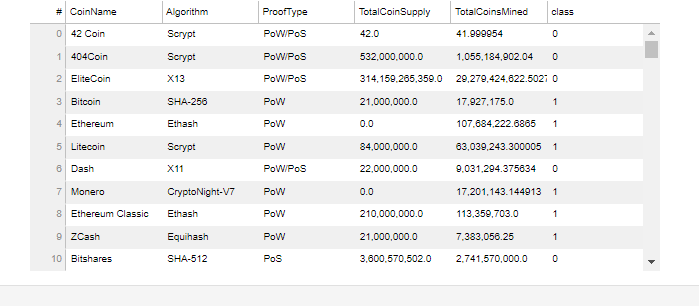 # CoinName Algorithm ProofType TotalCoinSupply TotalCoinsMined class
0 42 Coin Scrypt PoW/PoS 42.0 41.999954 0
1 404Coin Scrypt PoW/PoS 532,000,000.0 1,055,184,902.04 0
2 EliteCoin X13 PoW/PoS 314,159,265,359.0 29,279,424,622.5027 0
3 Bitcoin SHA-256 PoW 21,000,000.0 17,927,175.0 1
4 Ethereum Ethash PoW 0.0 107,684,222.6865 1
5 Litecoin Scrypt PoW 84,000,000.0 63,039,243.300005 1
6 Dash X11 PoW/PoS 22,000,000.0 9,031,294.375634 0
7 Monero CryptoNight-V7 PoW 0.0 17,201,143.144913 1
8 Ethereum Classic Ethash PoW 210,000,000.0 113,359,703.0 1
9 ZCash Equihash PoW 21,000,000.0 7,383,056.25 1
10 Bitshares SHA-512 PoS 3,600,570,502.0 2,741,570,000.0 0